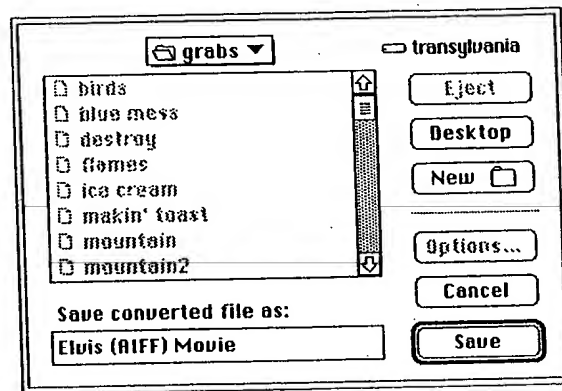 grabs
transylvania
birds
blue mess
destroy
flames
ice cream
makin' toast
mountain
mountain2
Eject
Desktop
New
Options...
Cancel
Save converted file as:
Elvis (AIFF) Movie
Save